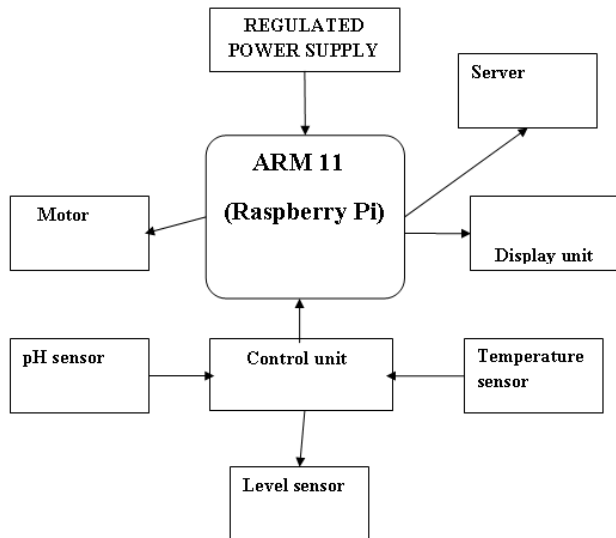 REGULATED
POWER SUPPLY
Server
ARM 11
(Raspberry Pi)
Motor
Display unit
pH sensor
Control unit
Temperature
sensor
Level sensor